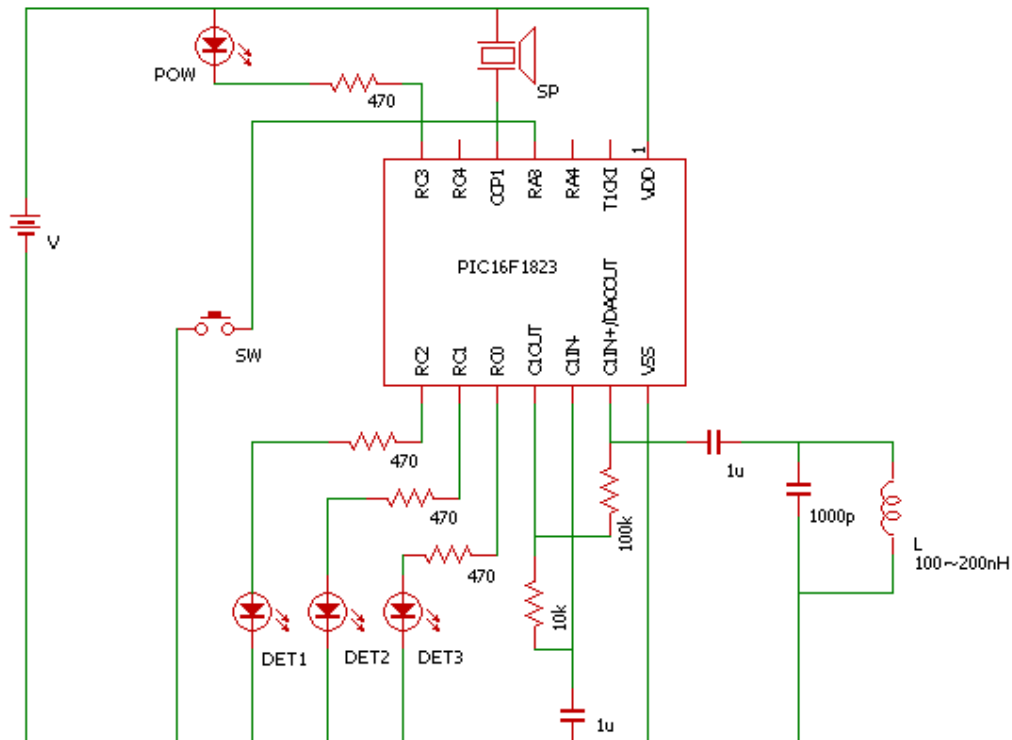 POW
470
SP
V
1
RC3
RC4
CCP1
RA3
RA4
T1CKI
VDD
PIC16F1823
SW
RC2
RC1
RC0
C1OUT
C1IN+
C1IN+/DACOUT
VSS
470
470
470
100k
10k
1u
1000p
L
100～200nH
DET1
DET2
DET3
1u